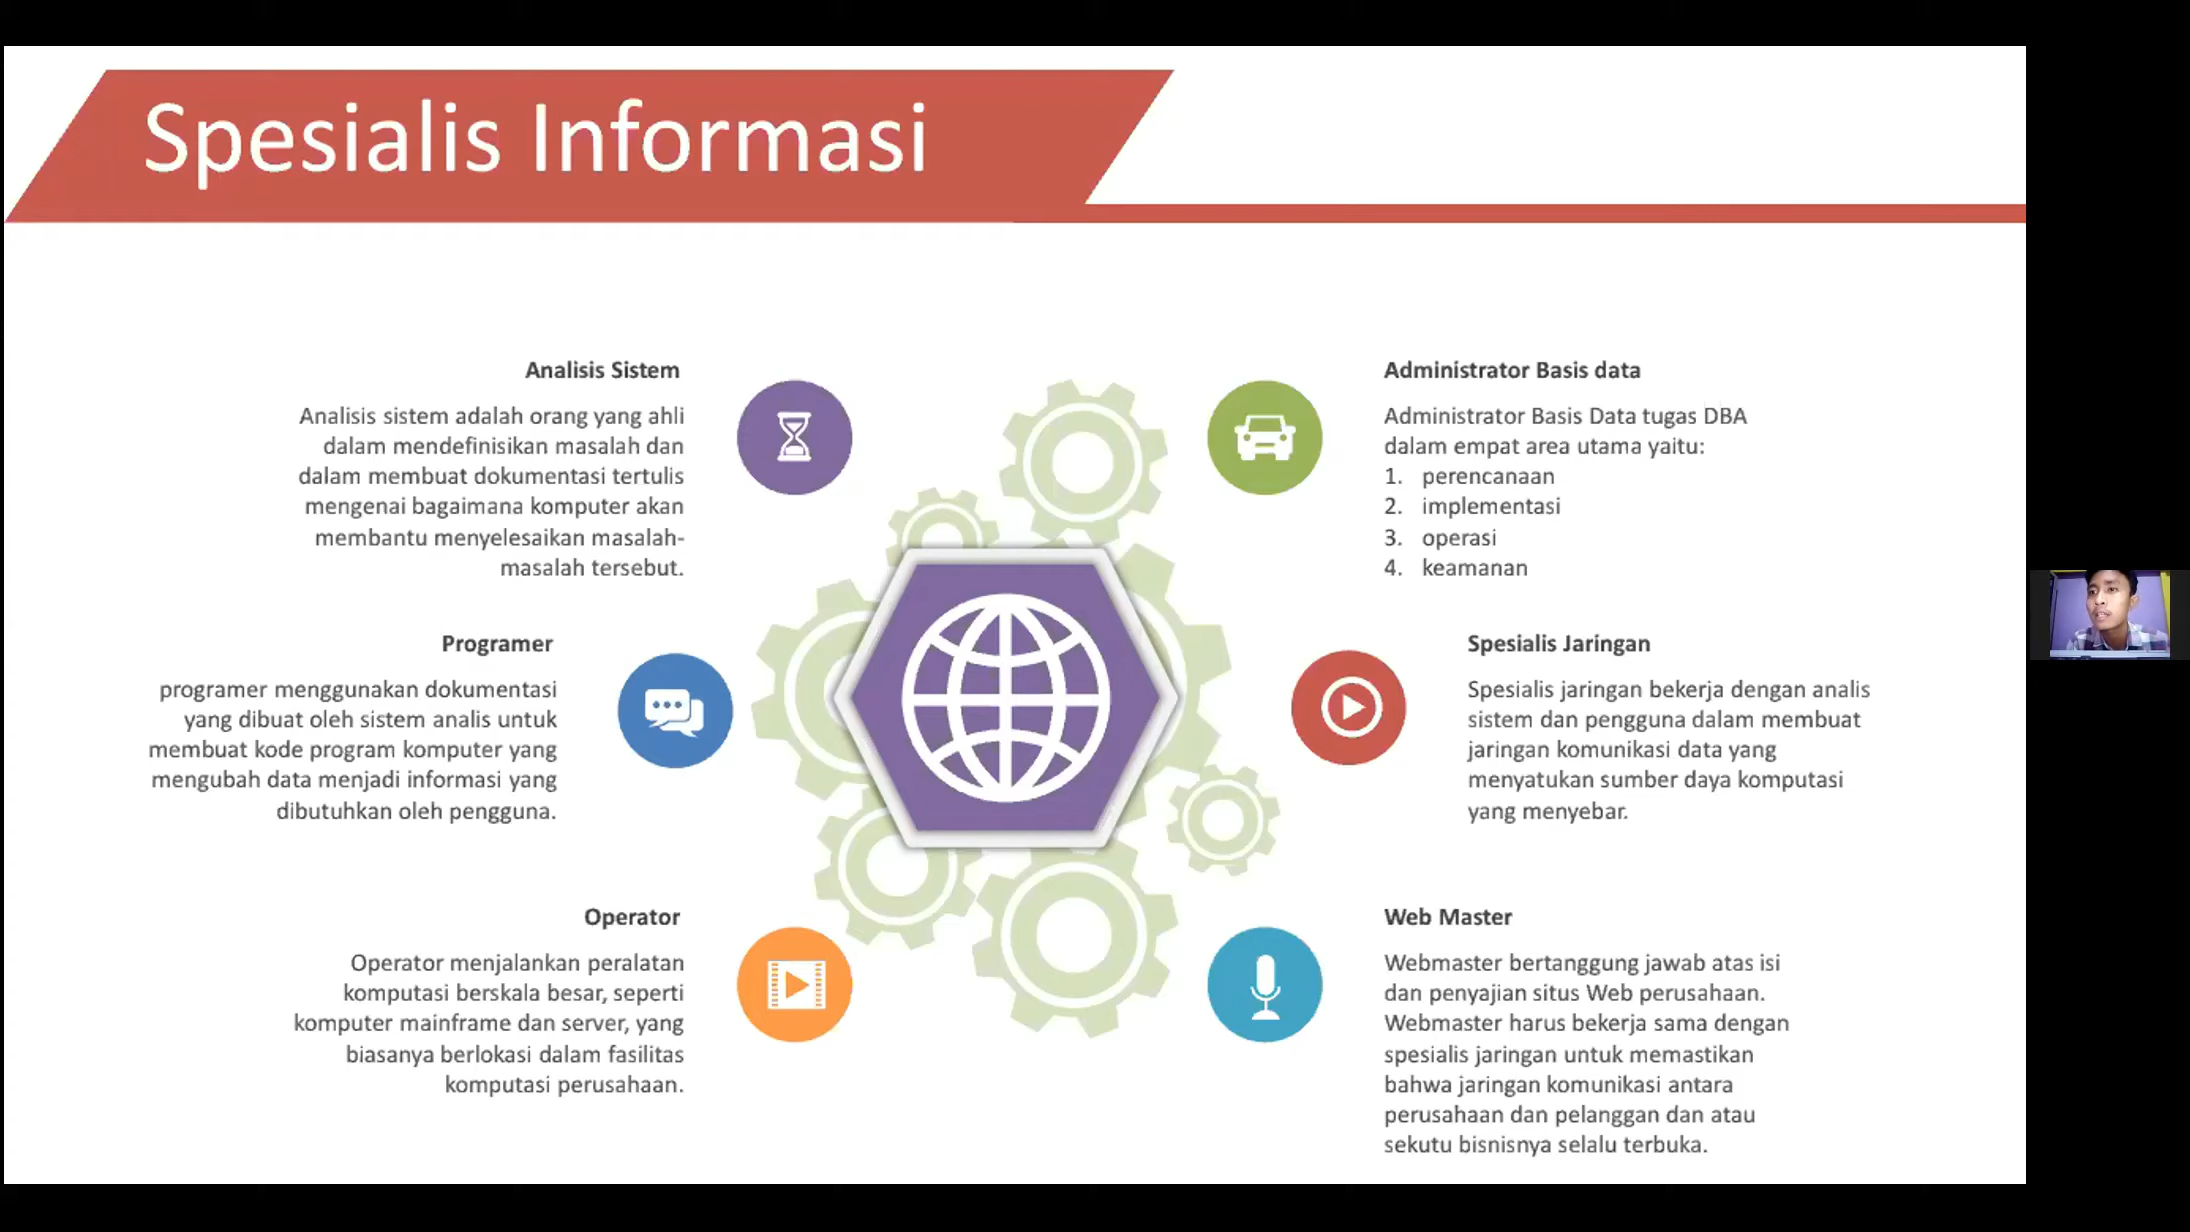 Spesialis Informasi
Analisis Sistem
Analisis sistem adalah orang yang ahli
dalam mendefinisikan masalah dan
dalam membuat dokumentasi tertulis
mengenai bagaimana komputer akan
membantu menyelesaikan masalah-
masalah tersebut.
Programer
programer menggunakan dokumentasi
yang dibuat oleh sistem analis untuk
membuat kode program komputer yang
mengubah data menjadi informasi yang
dibutuhkan oleh pengguna.
Operator
Operator menjalankan peralatan
komputasi berskala besar, seperti
komputer mainframe dan server, yang
biasanya berlokasi dalam fasilitas
komputasi perusahaan.
Administrator Basis data
Administrator Basis Data tugas DBA
dalam empat area utama yaitu:
1. perencanaan
2. implementasi
3. operasi
4. keamanan
Spesialis Jaringan
Spesialis jaringan bekerja dengan analis
sistem dan pengguna dalam membuat
jaringan komunikasi data yang
menyatukan sumber daya komputasi
yang menyebar.
Web Master
Webmaster bertanggung jawab atas isi
dan penyajian situs Web perusahaan.
Webmaster harus bekerja sama dengan
spesialis jaringan untuk memastikan
bahwa jaringan komunikasi antara
perusahaan dan pelanggan dan atau
sekutu bisnisnya selalu terbuka.